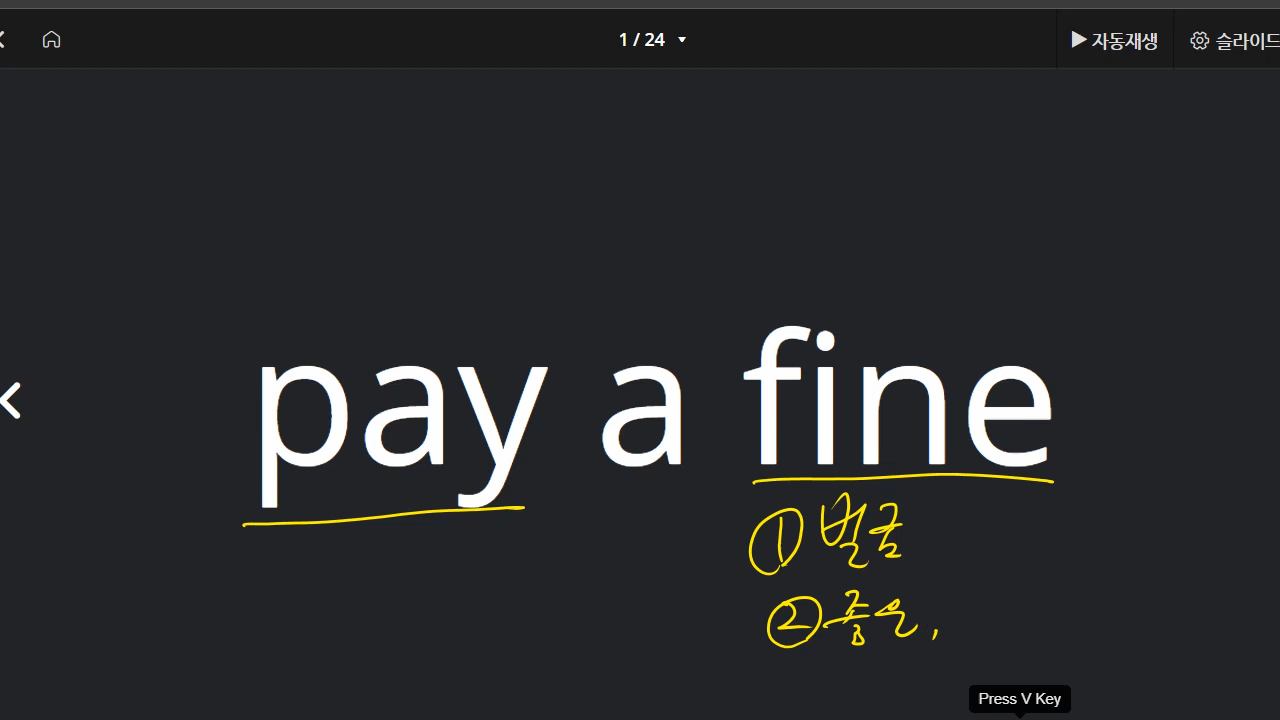 1 / 24 자동재생 슬라이드
pay a fine
① 벌금
② 좋은,
Press V Key